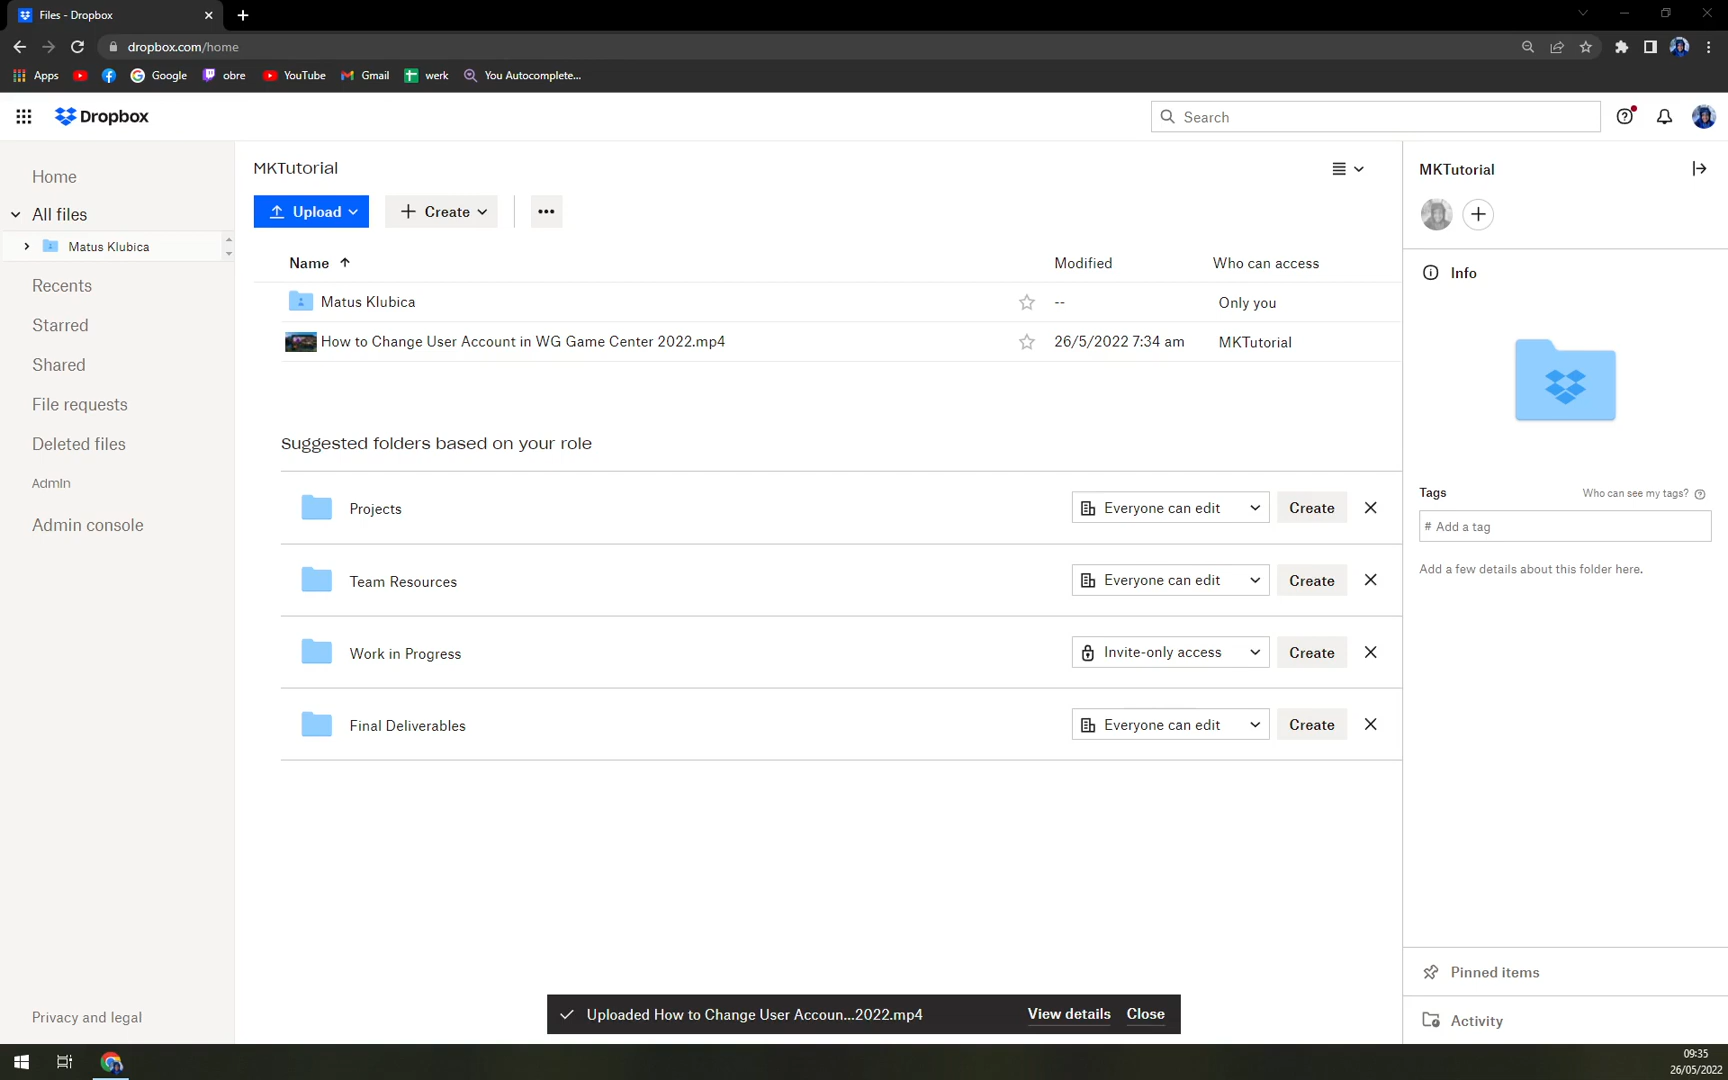 Files - Dropbox
dropbox.com/home
Apps
Google
obre
YouTube
Gmail
werk
You Autocomplete...
Dropbox
Search
Home
All files
Matus Klubica
Recents
Starred
Shared
File requests
Deleted files
Admin
Admin console
Privacy and legal
MKTutorial
Upload
Create
Name
Modified
Who can access
Matus Klubica
--
Only you
How to Change User Account in WG Game Center 2022.mp4
26/5/2022 7:34 am
MKTutorial
Suggested folders based on your role
Projects
Everyone can edit
Create
Team Resources
Everyone can edit
Create
Work in Progress
Invite-only access
Create
Final Deliverables
Everyone can edit
Create
Uploaded How to Change User Accoun...2022.mp4
View details
Close
MKTutorial
Info
Tags
Who can see my tags?
# Add a tag
Add a few details about this folder here.
Pinned items
Activity
09:35
26/05/2022